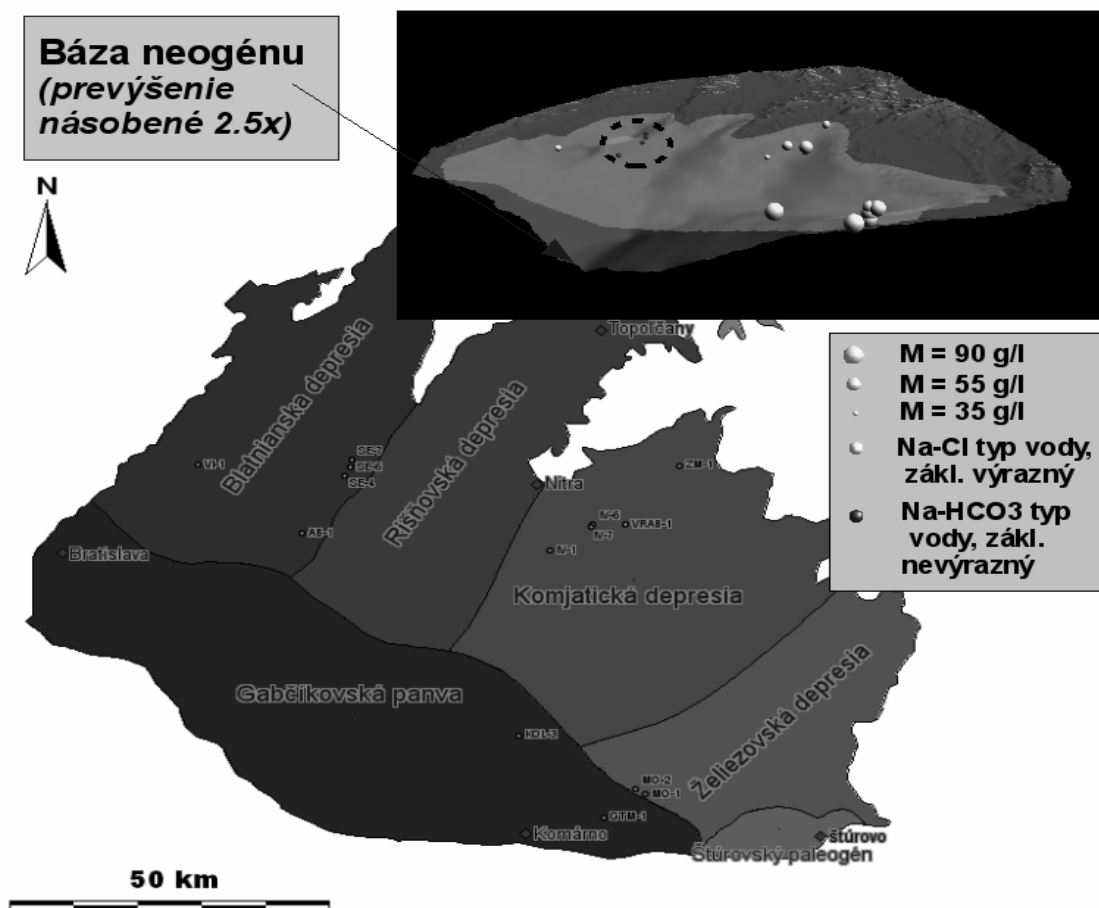 Báza neogénu
(prevýšenie
násobené 2.5x)
N
M = 90 g/l
M = 55 g/l
M = 35 g/l
Na-Cl typ vody,
zákl. výrazný
Na-HCO3 typ
vody, zákl.
nevýrazný
Topoľčany
Blatnianska depresia
Rišňovská depresia
SE-7
SE-6
SE-4
Nitra
ZM-1
IV-6
IV-7
VRAB-1
IV-1
AB-1
Bratislava
Komjatická depresia
Gabčíkovská panva
Želiezovská depresia
KOL-3
MO-2
MO-1
GTM-1
Komárno
Štúrovo
Štúrovský paleogén
50 km